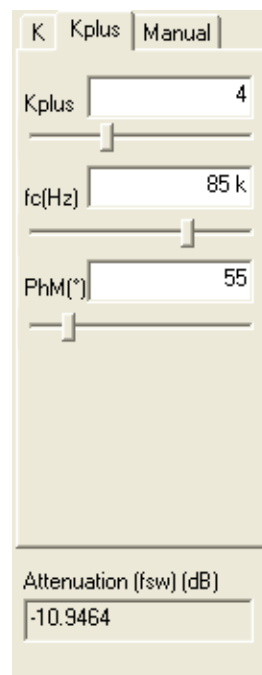 K Kplus Manual
Kplus 4
fc(Hz) 85 k
PhM(°) 55
Attenuation (fsw) (dB)
-10.9464